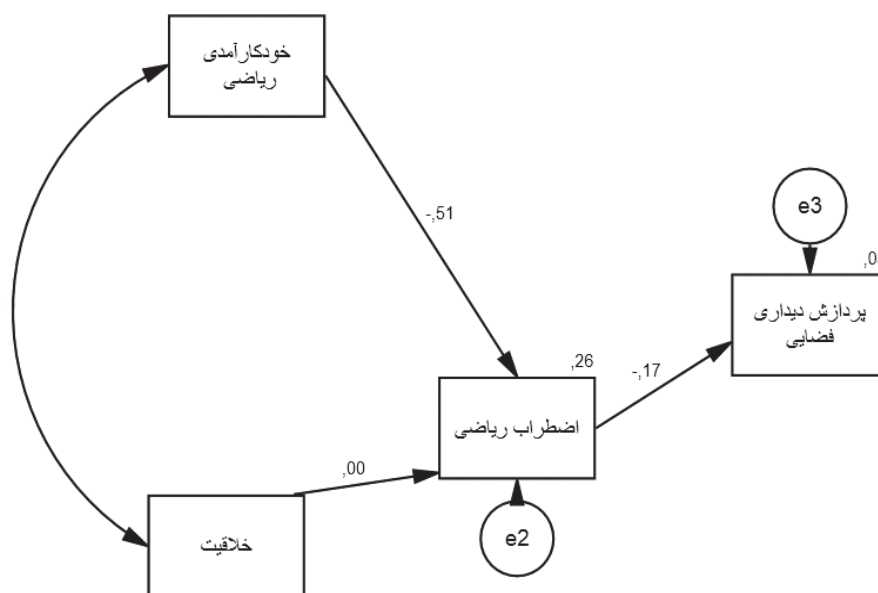 خودکارآمدی
ریاضی
-,51
e3
,0
پردازش دیداری
فضایی
-,17
,26
اضطراب ریاضی
,00
e2
خلاقیت